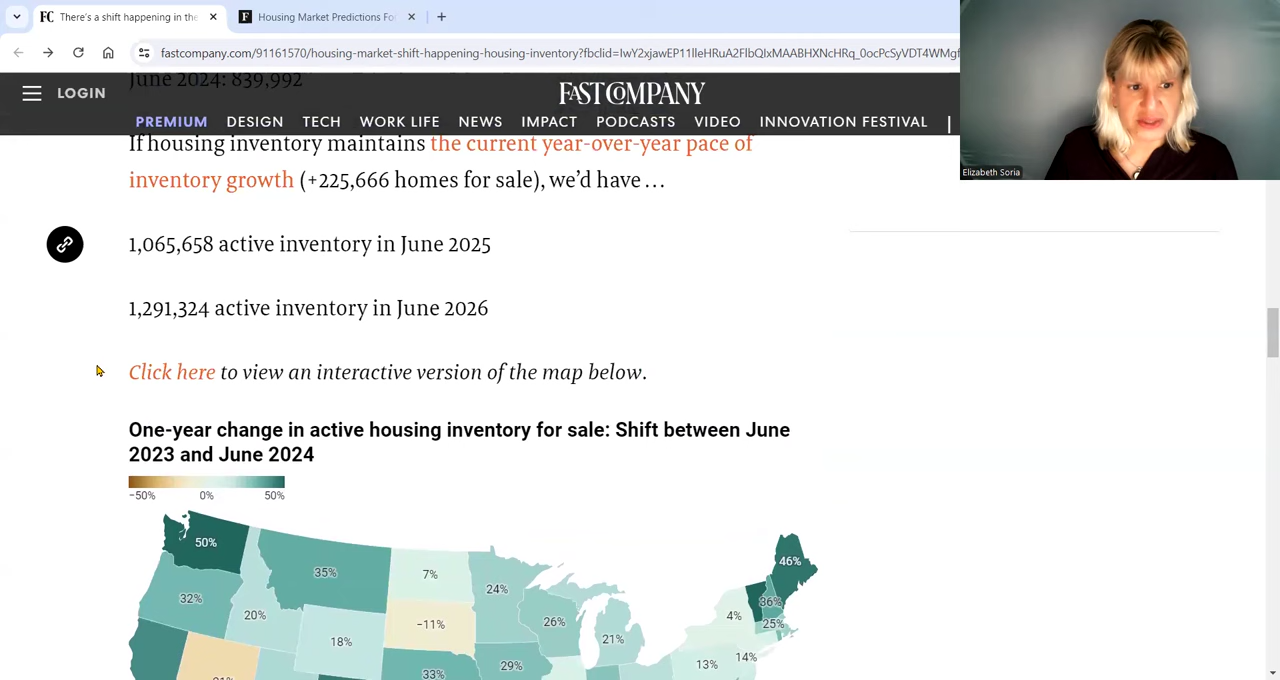 FC There's a shift happening in the
Housing Market Predictions Fo
fastcompany.com/91161570/housing-market-shift-happening-housing-inventory?fbclid=
June 2024: 839,992
LOGIN
FAST COMPANY
PREMIUM DESIGN TECH WORK LIFE NEWS IMPACT PODCASTS VIDEO INNOVATION FESTIVAL
Elizabeth Soria
If housing inventory maintains the current year-over-year pace of
inventory growth (+225,666 homes for sale), we'd have…
1,065,658 active inventory in June 2025
1,291,324 active inventory in June 2026
Click here to view an interactive version of the map below.
One-year change in active housing inventory for sale: Shift between June
2023 and June 2024
−50% 0% 50%
50%
46%
35%
7%
24%
32%
36%
20%
4%
26%
−11%
25%
18%
21%
14%
13%
29%
33%